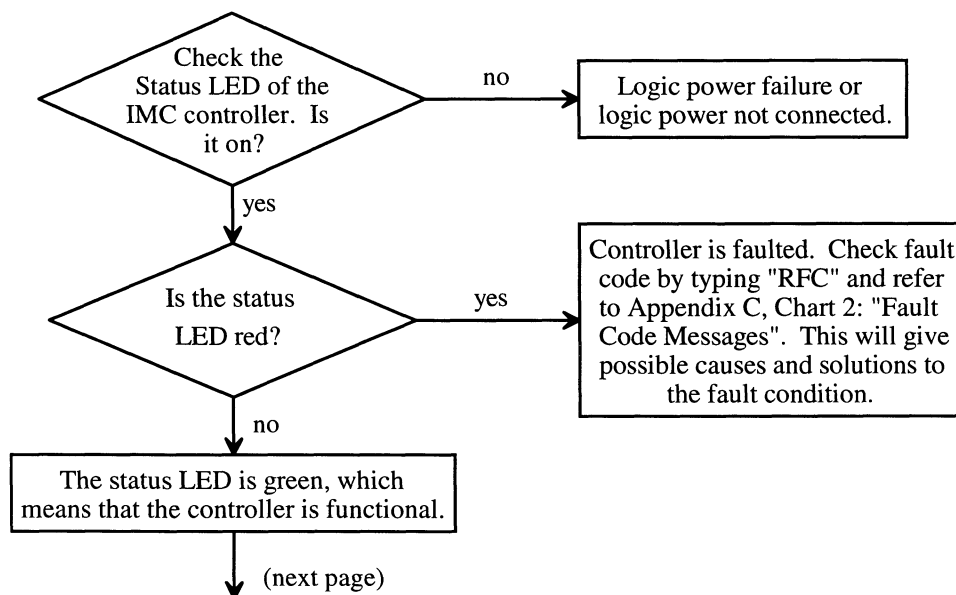 Check the
Status LED of the
IMC controller. Is
it on?
no
Logic power failure or
logic power not connected.
yes
Is the status
LED red?
yes
Controller is faulted. Check fault
code by typing "RFC" and refer
to Appendix C, Chart 2: "Fault
Code Messages". This will give
possible causes and solutions to
the fault condition.
no
The status LED is green, which
means that the controller is functional.
(next page)